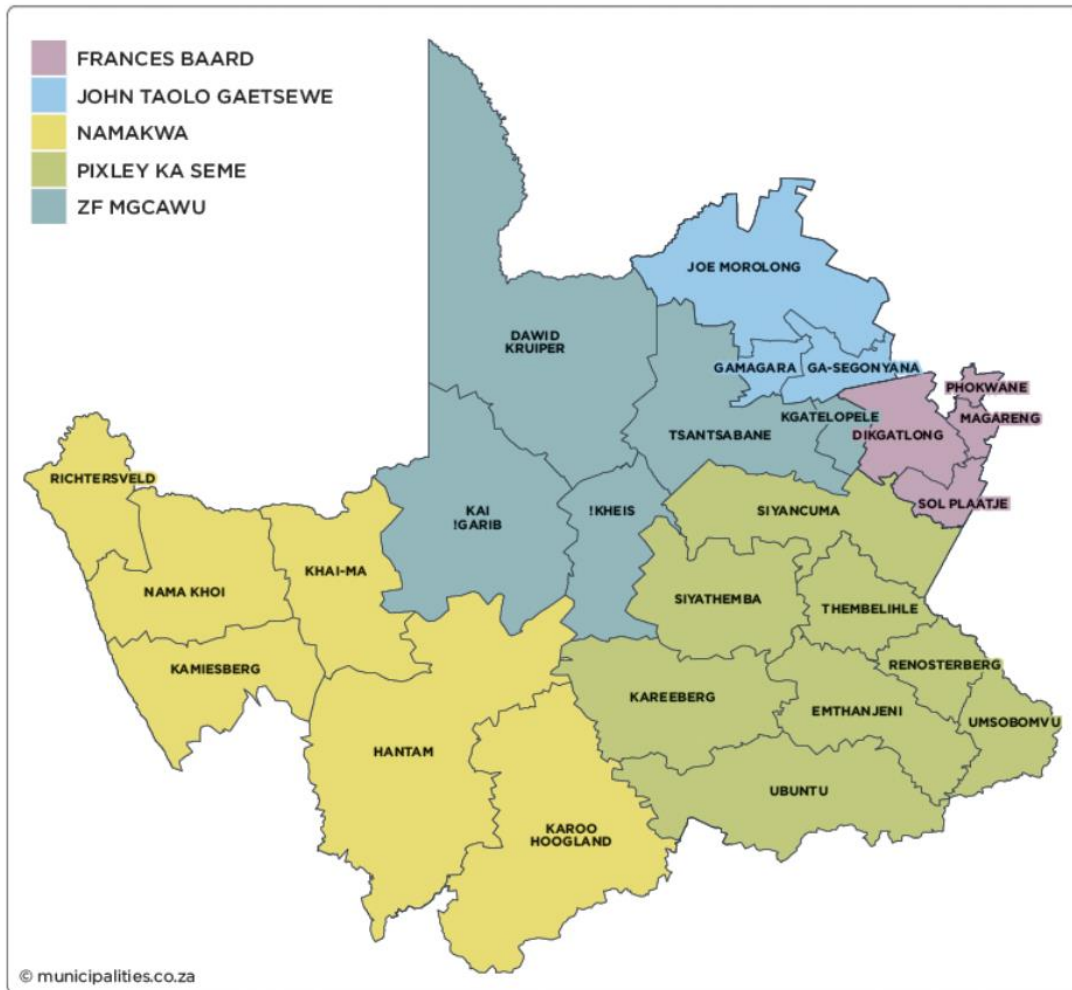 FRANCES BAARD
JOHN TAOLO GAETSEWE
NAMAKWA
PIXLEY KA SEME
ZF MGCAWU
JOE MOROLONG
DAWID
KRUIPER
GAMAGARA
GA-SEGONYANA
PHOKWANE
MAGARENG
KGATELOPELE
DIKGATLONG
TSANTSABANE
RICHTERSVELD
SOL PLAATJE
KAI
!GARIB
!KHEIS
SIYANCUMA
KHAI-MA
NAMA KHOI
SIYATHEMBA
THEMBELIHLE
KAMIESBERG
RENOSTERBERG
KAREEBERG
EMTHANJENI
UMSOBOMVU
HANTAM
UBUNTU
KAROO
HOOGLAND
© municipalities.co.za